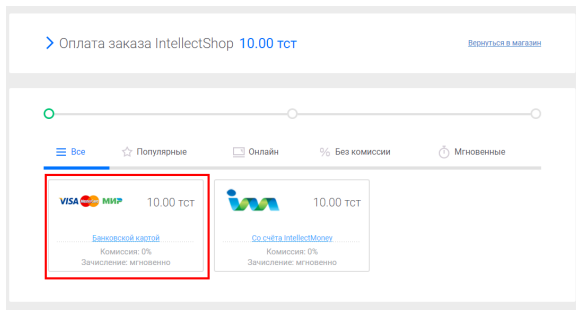 Оплата заказа IntellectShop 10.00 тст
Вернуться в магазин
Все Популярные Онлайн % Без комиссии Мгновенные
VISA MasterCard МИР 10.00 тст
10.00 тст
Банковской картой
Со счёта IntellectMoney
Комиссия: 0%
Комиссия: 0%
Зачисление: мгновенно
Зачисление: мгновенно